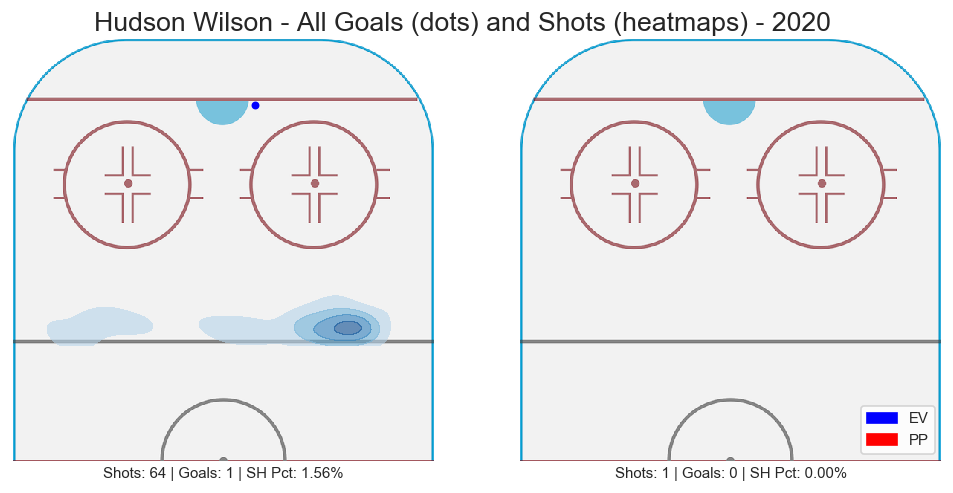 Hudson Wilson - All Goals (dots) and Shots (heatmaps) - 2020
EV
PP
Shots: 64 | Goals: 1 | SH Pct: 1.56%
Shots: 1 | Goals: 0 | SH Pct: 0.00%